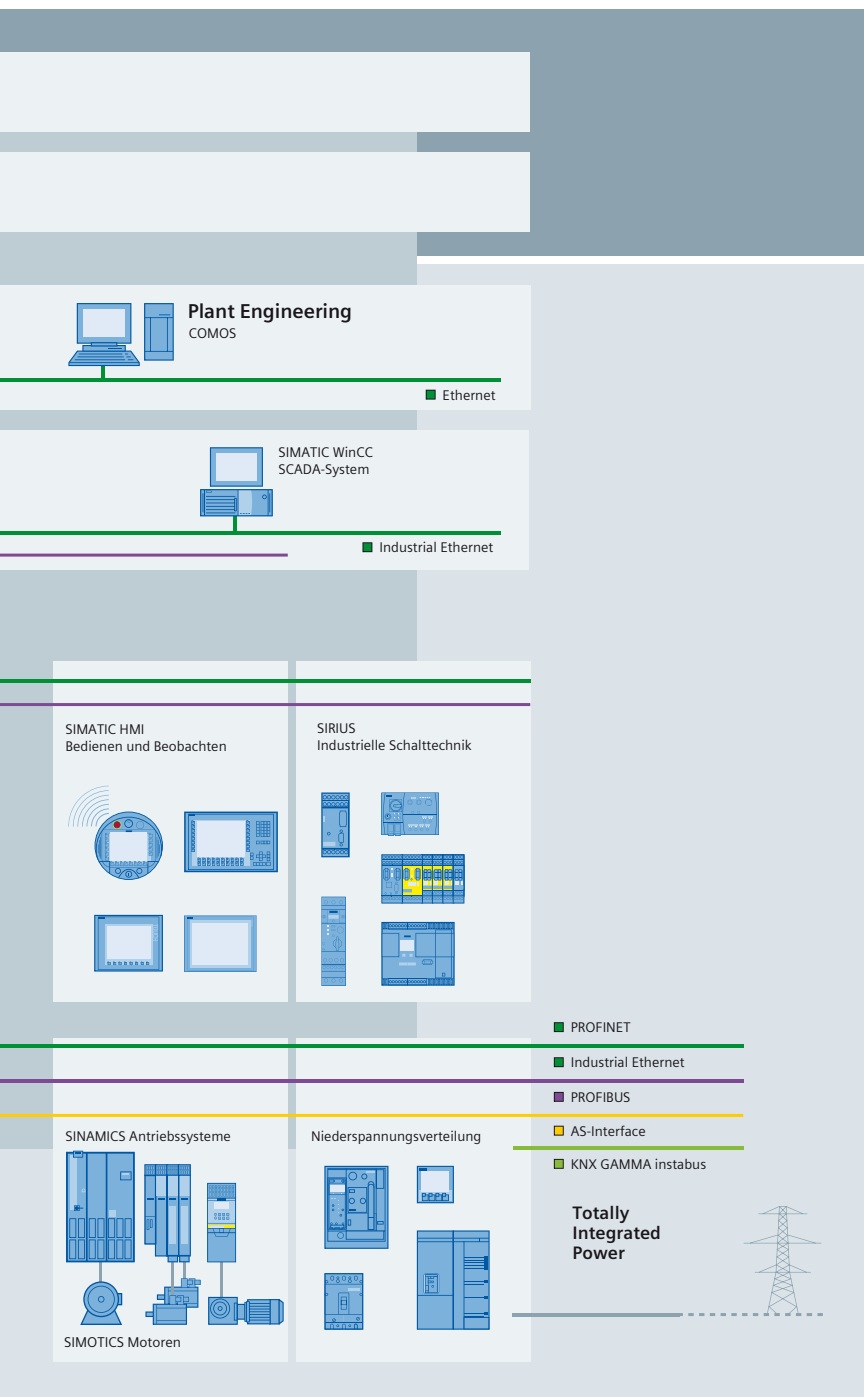 Plant Engineering
COMOS
Ethernet
SIMATIC WinCC
SCADA-System
Industrial Ethernet
SIMATIC HMI
Bedienen und Beobachten
SIRIUS
Industrielle Schalttechnik
PROFINET
Industrial Ethernet
PROFIBUS
AS-Interface
SINAMICS Antriebssysteme
Niederspannungsverteilung
KNX GAMMA instabus
Totally
Integrated
Power
SIMOTICS Motoren